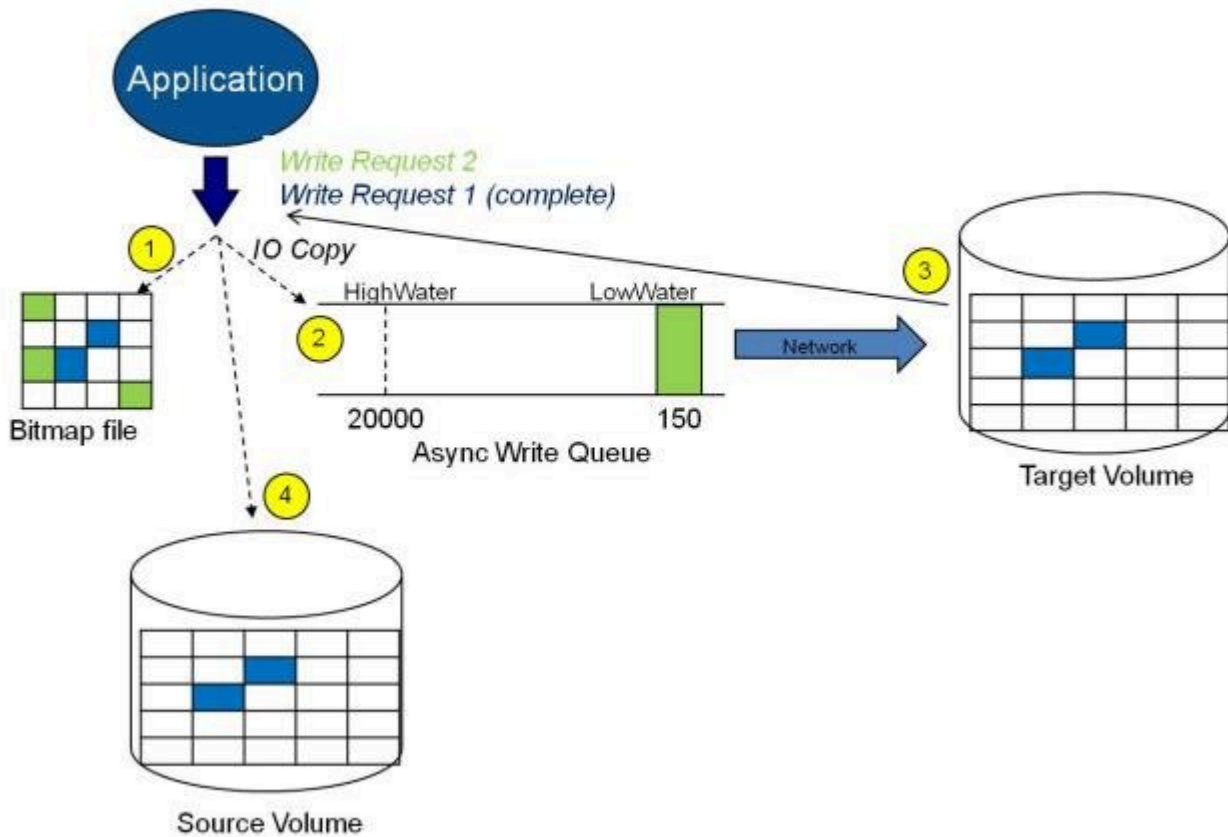 Application
Write Request 2
Write Request 1 (complete)
1
IO Copy
3
HighWater
LowWater
2
Network
Bitmap file
20000
150
Async Write Queue
Target Volume
4
Source Volume